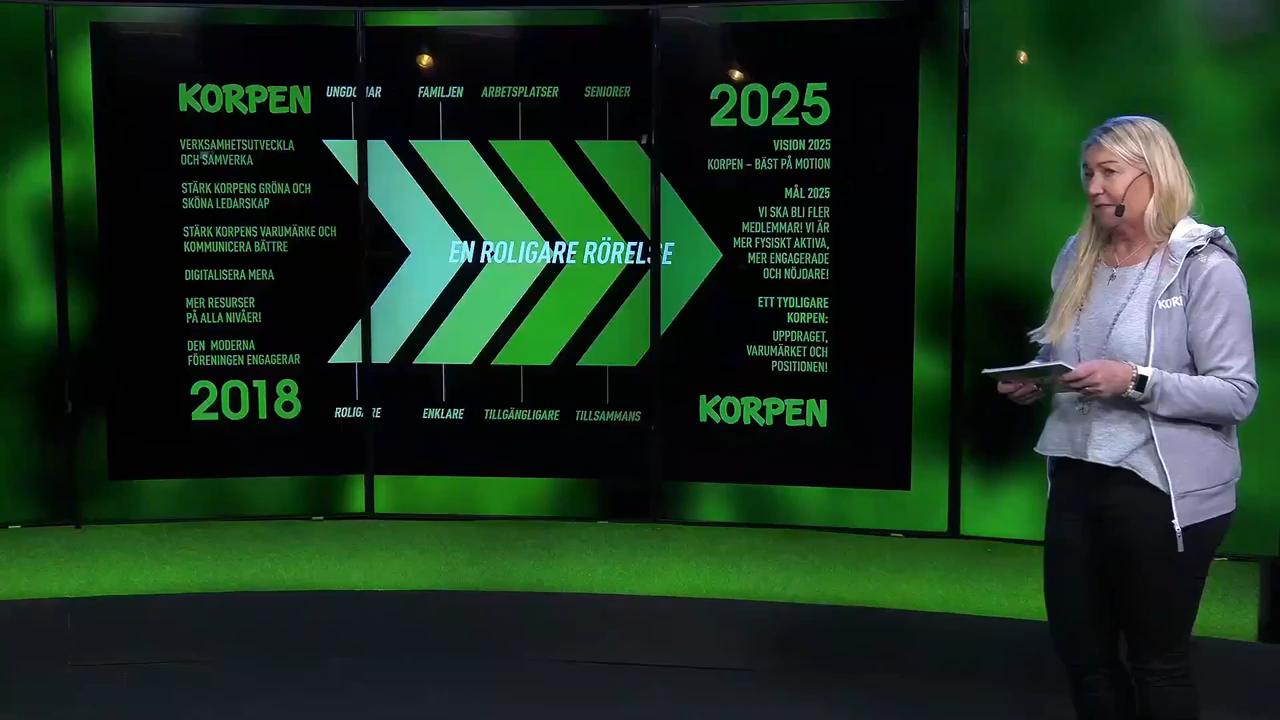 KORPEN
VERKSAMHETSUTVECKLA
OCH SAMVERKA
STÄRK KORPENS GRÖNA OCH
SKÖNA LEDARSKAP
STÄRK KORPENS VARUMÄRKE OCH
KOMMUNICERA BÄTTRE
DIGITALISERA MERA
MER RESURSER
PÅ ALLA NIVÅER!
DEN MODERNA
FÖRENINGEN ENGAGERAR
2018
UNGDOMAR FAMILJEN ARBETSPLATSER SENIORER
EN ROLIGARE RÖRELSE
ROLIGARE ENKLARE TILLGÄNGLIGARE TILLSAMMANS
2025
VISION 2025
KORPEN – BÄST PÅ MOTION
MÅL 2025
VI SKA BLI FLER
MEDLEMMAR! VI ÄR
MER FYSISKT AKTIVA,
MER ENGAGERADE
OCH NÖJDARE!
ETT TYDLIGARE
KORPEN:
UPPDRAGET,
VARUMÄRKET OCH
POSITIONEN!
KORPEN
KOR